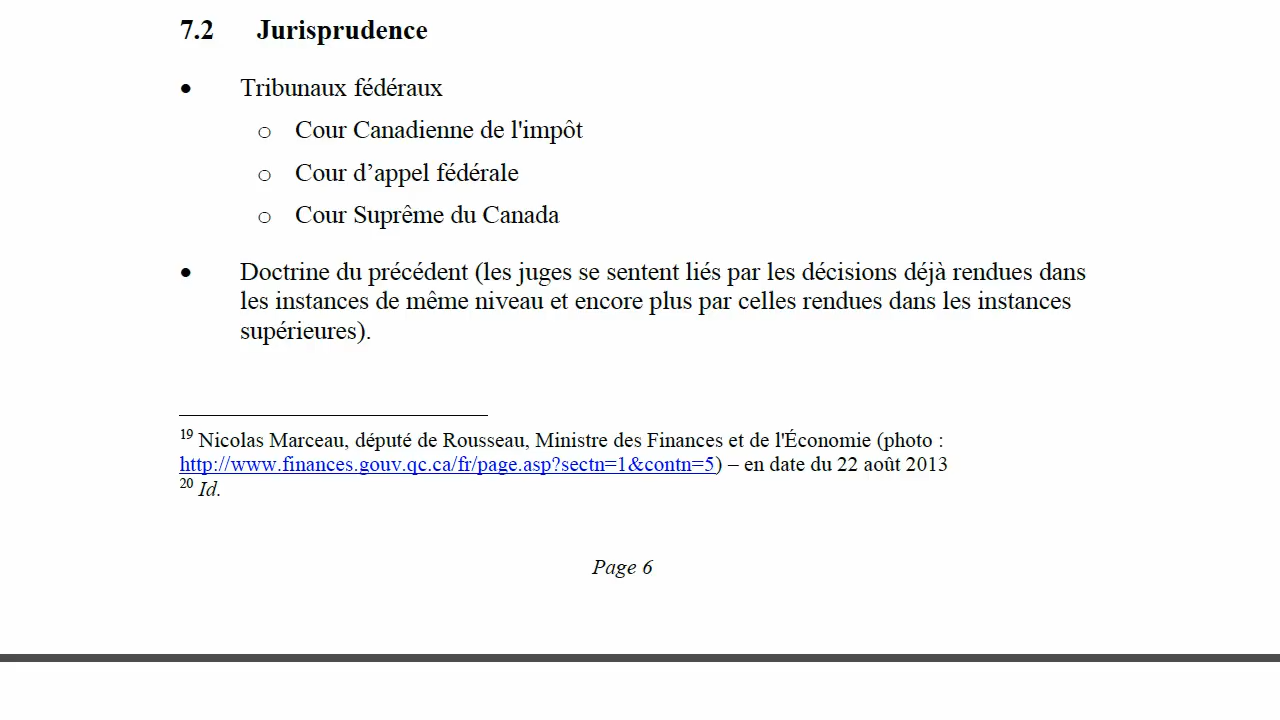 7.2 Jurisprudence
• Tribunaux fédéraux
o Cour Canadienne de l'impôt
o Cour d’appel fédérale
o Cour Suprême du Canada
• Doctrine du précédent (les juges se sentent liés par les décisions déjà rendues dans
les instances de même niveau et encore plus par celles rendues dans les instances
supérieures).
19 Nicolas Marceau, député de Rousseau, Ministre des Finances et de l'Économie (photo :
http://www.finances.gouv.qc.ca/fr/page.asp?sectn=1&contn=5) – en date du 22 août 2013
20 Id.
Page 6